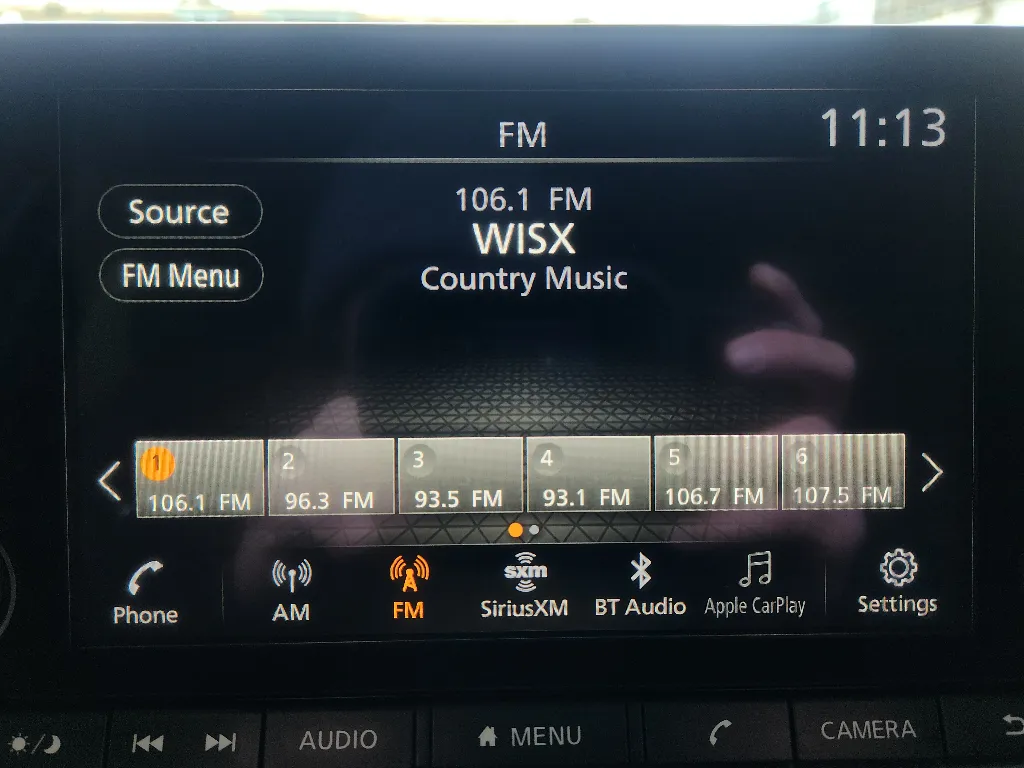 FM
11:13
106.1 FM
WISX
Country Music
Source
FM Menu
1
106.1 FM
2
96.3 FM
3
93.5 FM
4
93.1 FM
5
106.7 FM
6
107.5 FM
Phone
AM
FM
sxm
SiriusXM
BT Audio
Apple CarPlay
Settings
AUDIO
MENU
CAMERA